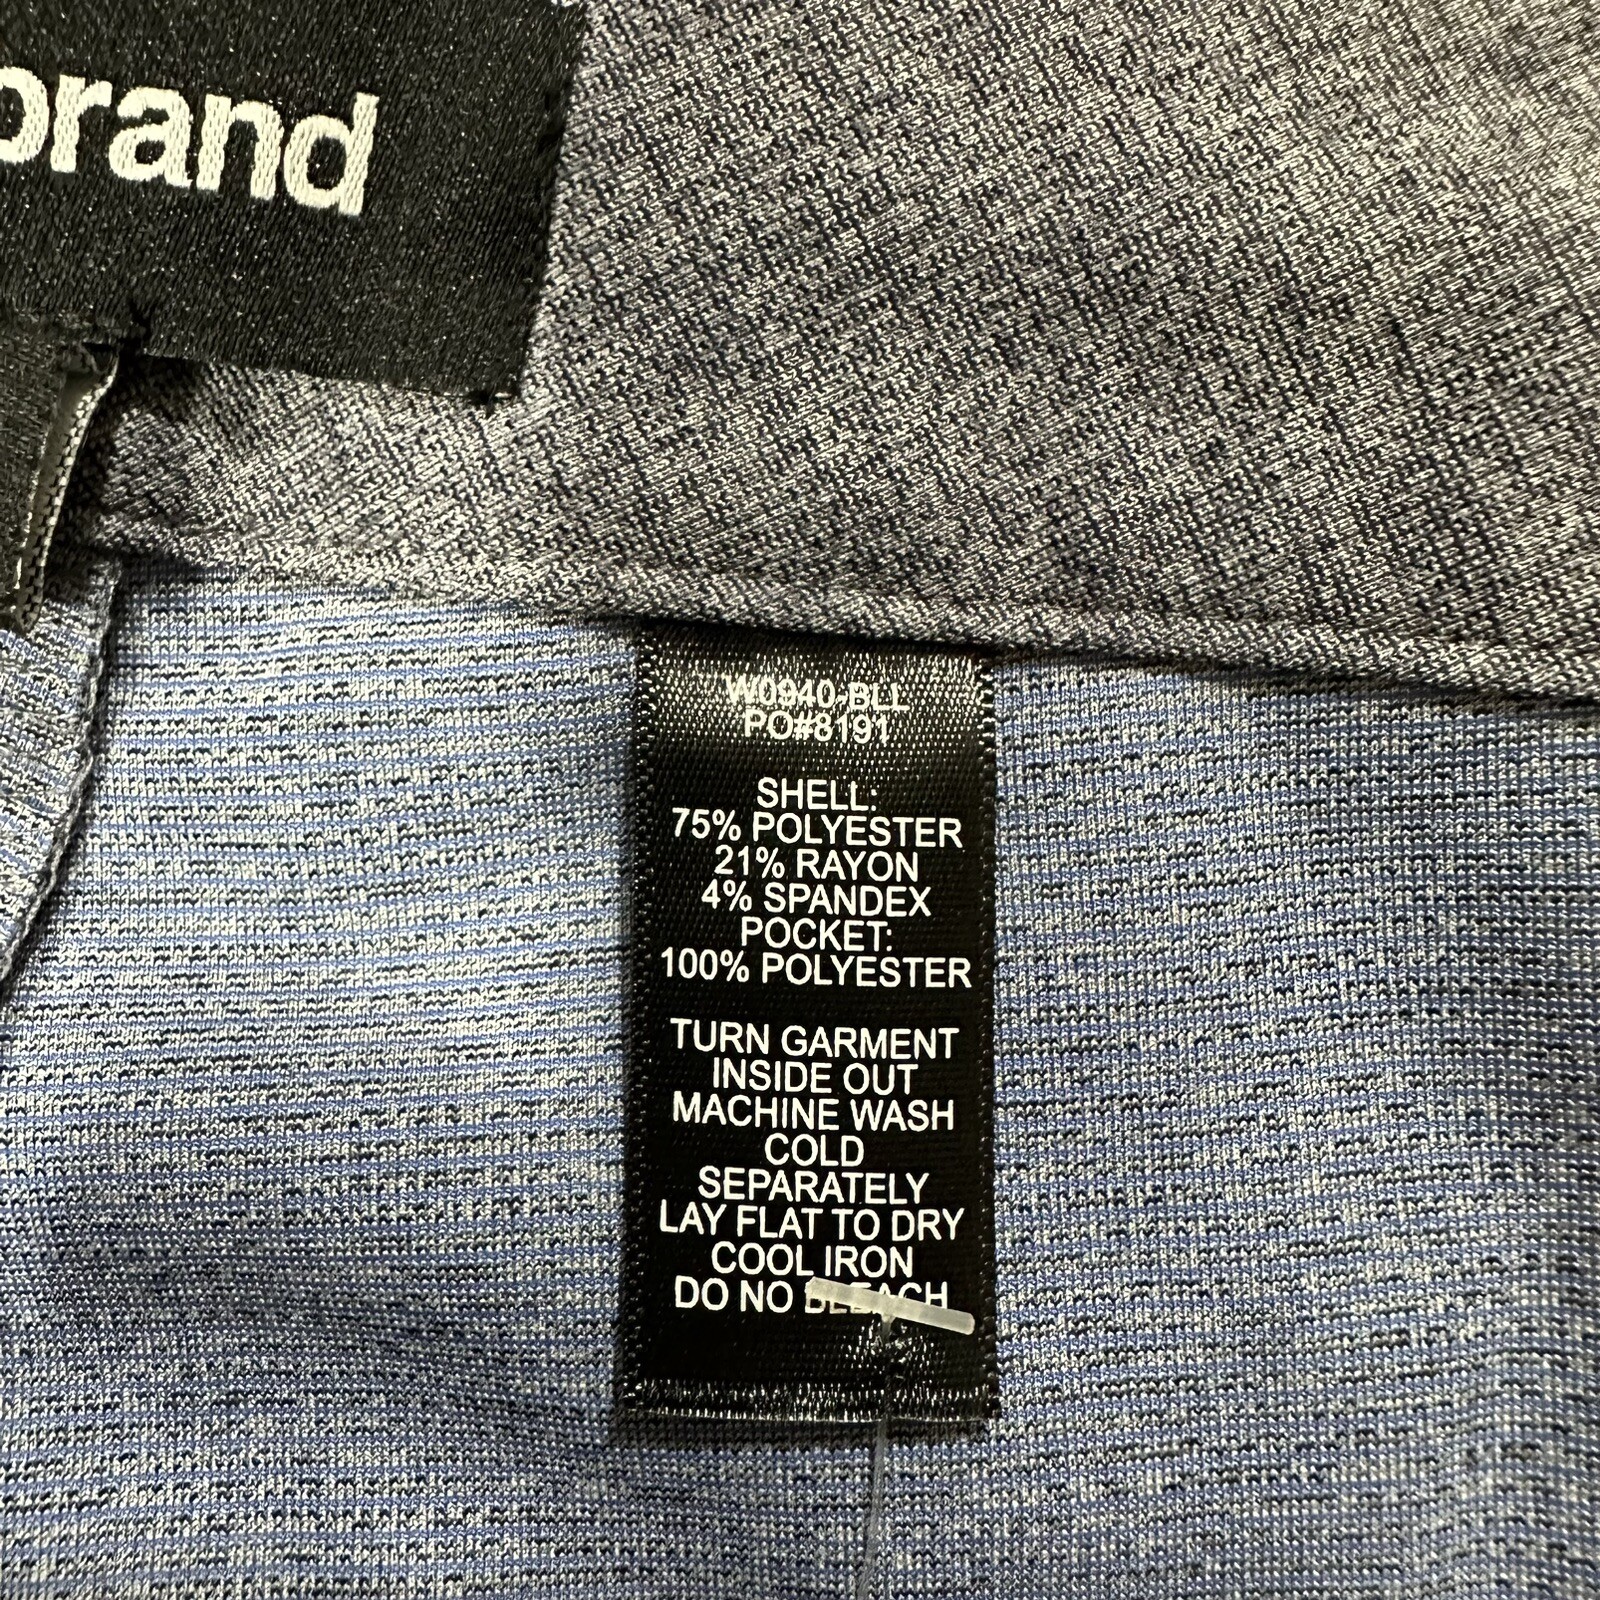 brand
W0940-BLL
PO#8191
SHELL:
75% POLYESTER
21% RAYON
4% SPANDEX
POCKET:
100% POLYESTER
TURN GARMENT
INSIDE OUT
MACHINE WASH
COLD
SEPARATELY
LAY FLAT TO DRY
COOL IRON
DO NO BLEACH